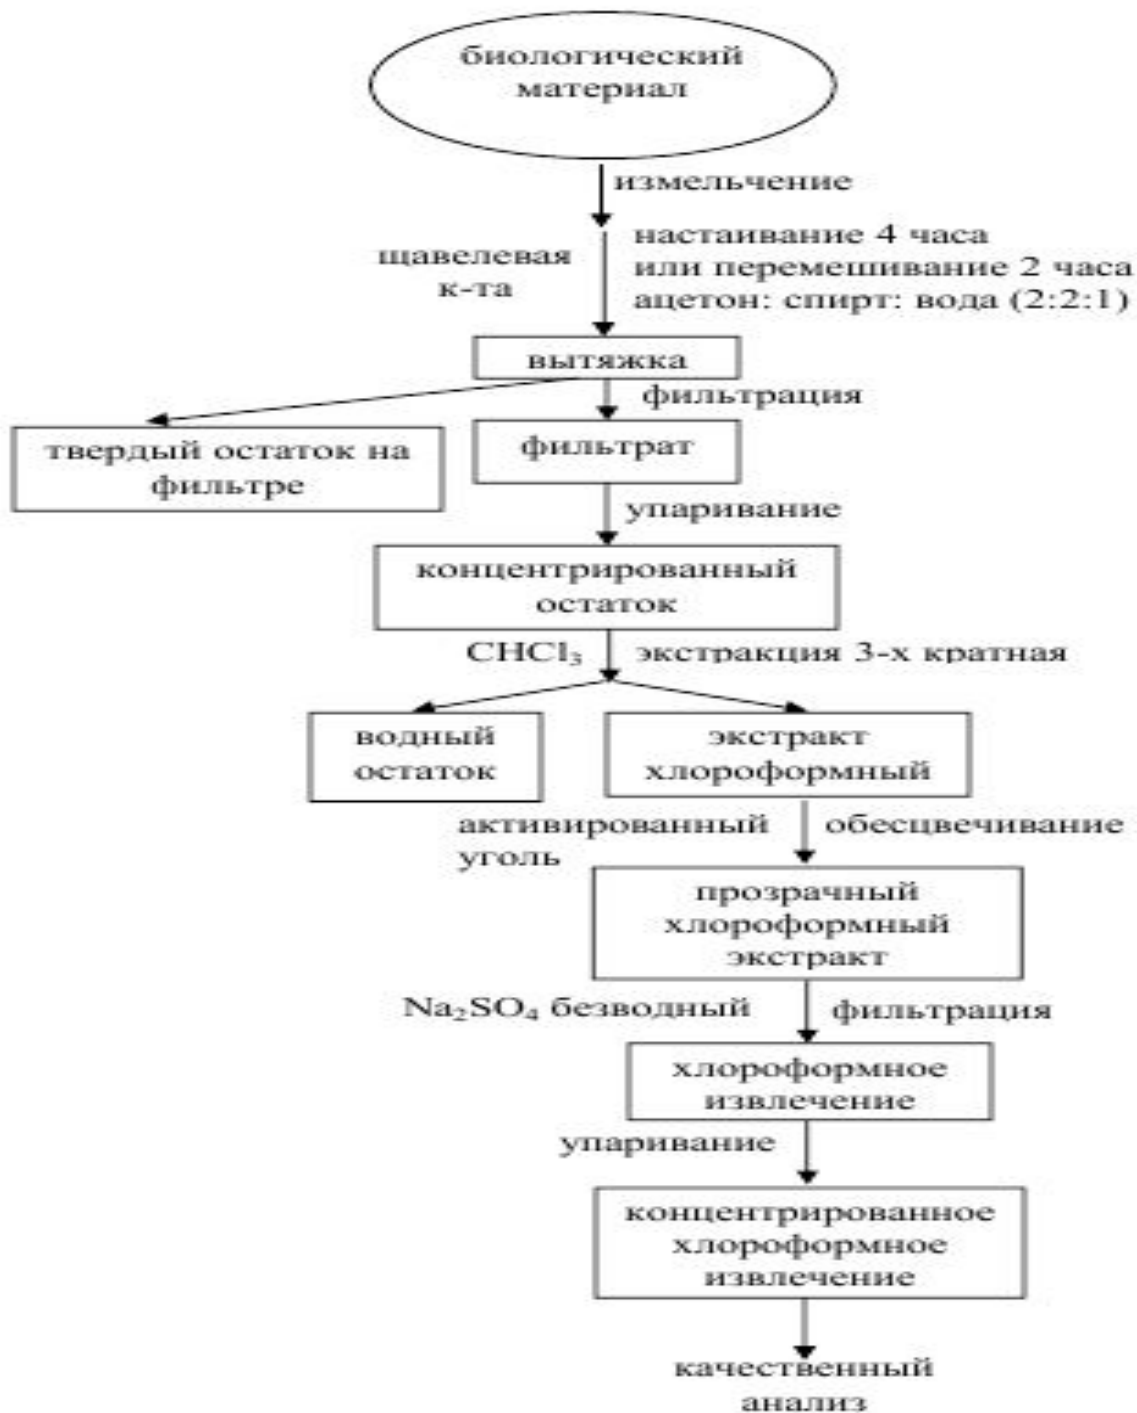 биологический
материал
измельчение
щавелевая
к-та
настаивание 4 часа
или перемешивание 2 часа
ацетон: спирт: вода (2:2:1)
вытяжка
фильтрация
твердый остаток на
фильтре
фильтрат
упаривание
концентрированный
остаток
CHCl₃ экстракция 3-х кратная
водный
остаток
экстракт
хлороформный
активированный
уголь
обесцвечивание
прозрачный
хлороформный
экстракт
Na₂SO₄ безводный
фильтрация
хлороформное
извлечение
упаривание
концентрированное
хлороформное
извлечение
качественный
анализ